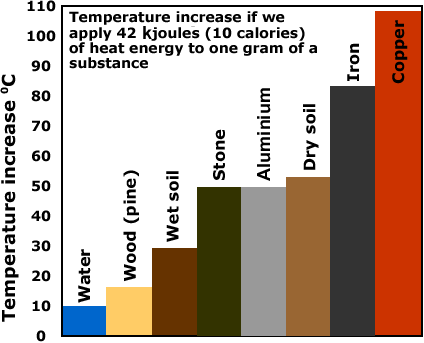 Temperature increase if we
apply 42 kjoules (10 calories)
of heat energy to one gram of a
substance
Temperature increase ⁰C
110
100
90
80
70
60
50
40
30
20
10
0
Water
Wood (pine)
Wet soil
Stone
Aluminium
Dry soil
Iron
Copper